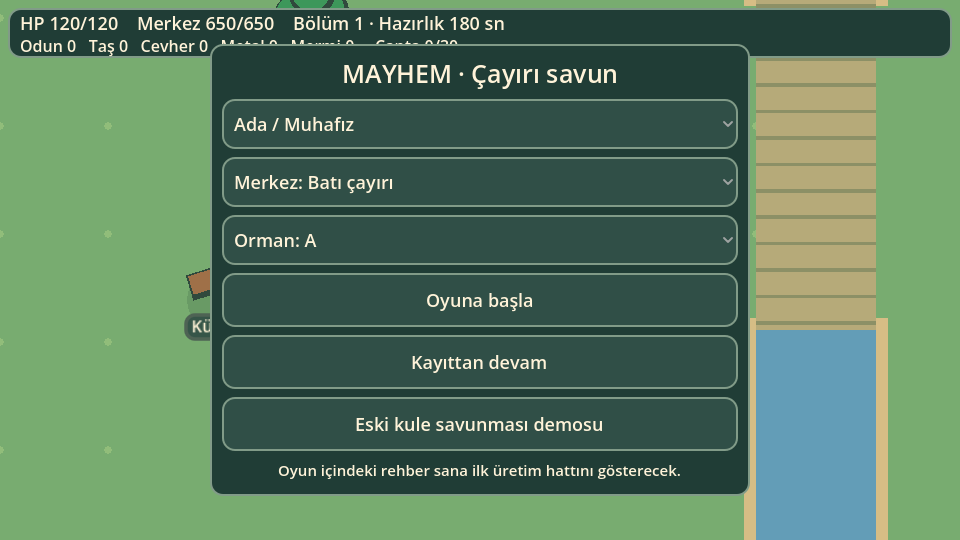 HP 120/120 Merkez 650/650 Bölüm 1 · Hazırlık 180 sn
Odun 0 Taş 0 Cevher 0
MAYHEM · Çayırı savun
Ada / Muhafız
Merkez: Batı çayırı
Orman: A
Oyuna başla
Kayıttan devam
Eski kule savunması demosu
Oyun içindeki rehber sana ilk üretim hattını gösterecek.